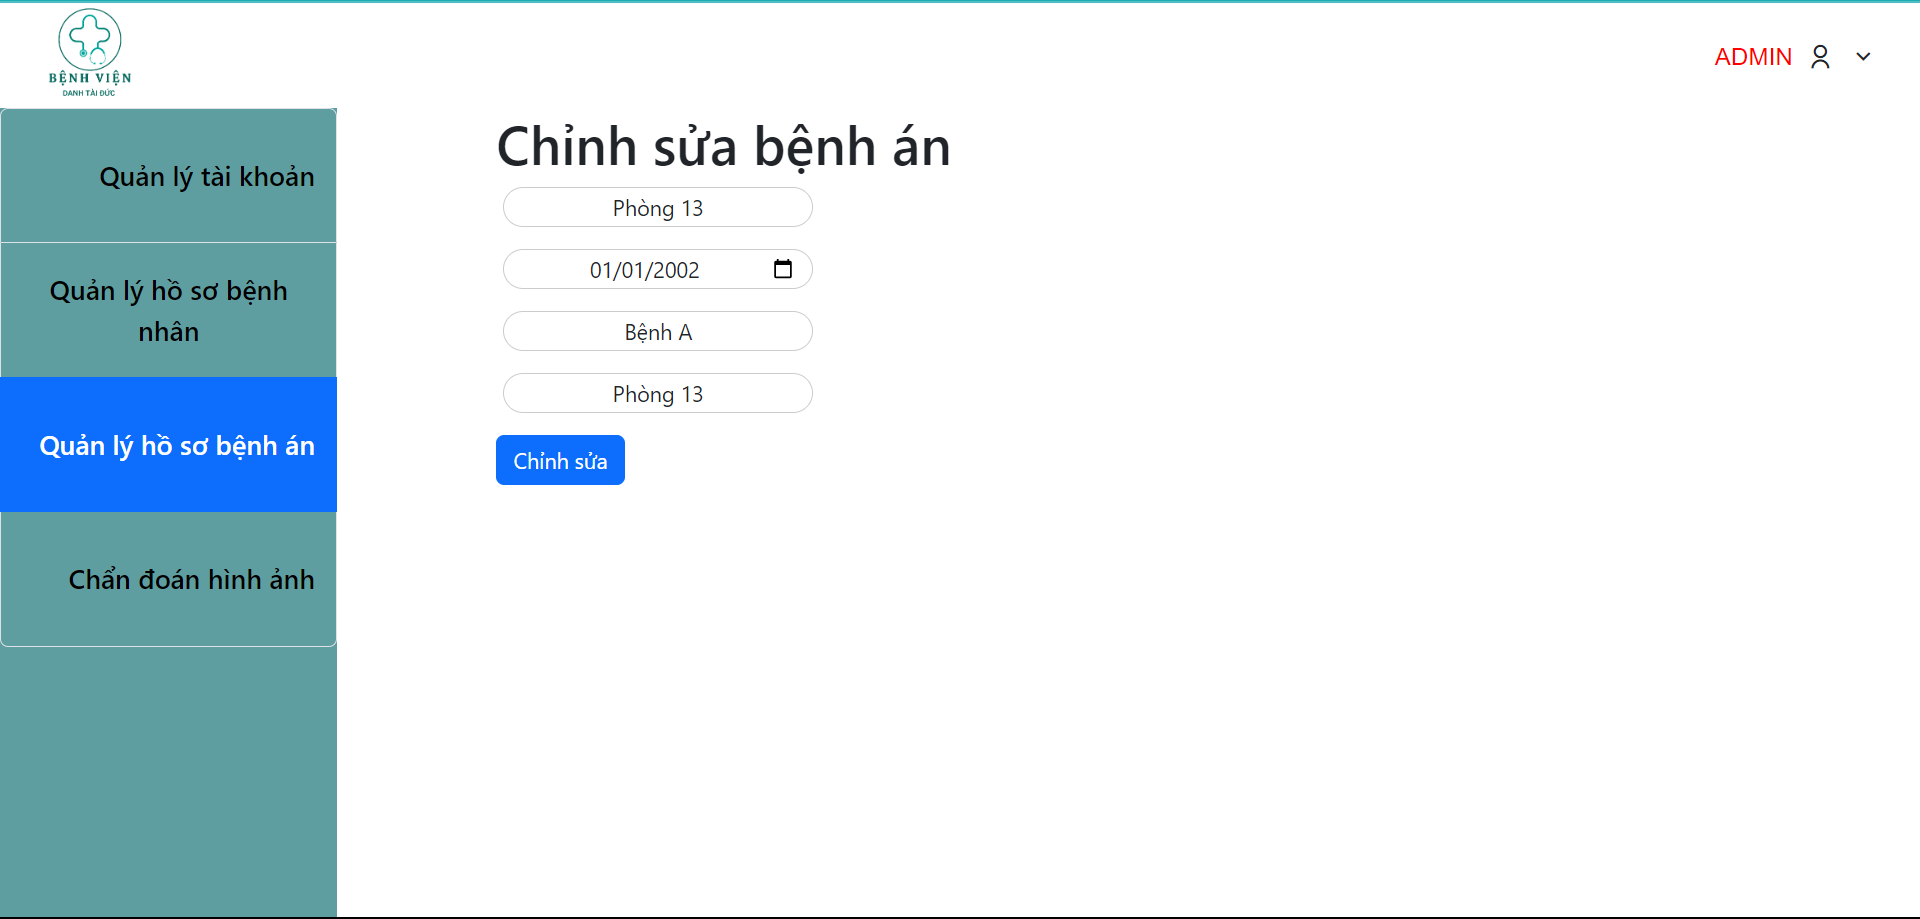 BỆNH VIỆN
DANH TÀI ĐỨC
ADMIN
Quản lý tài khoản
Quản lý hồ sơ bệnh
nhân
Quản lý hồ sơ bệnh án
Chẩn đoán hình ảnh
Chỉnh sửa bệnh án
Phòng 13
01/01/2002
Bệnh A
Phòng 13
Chỉnh sửa